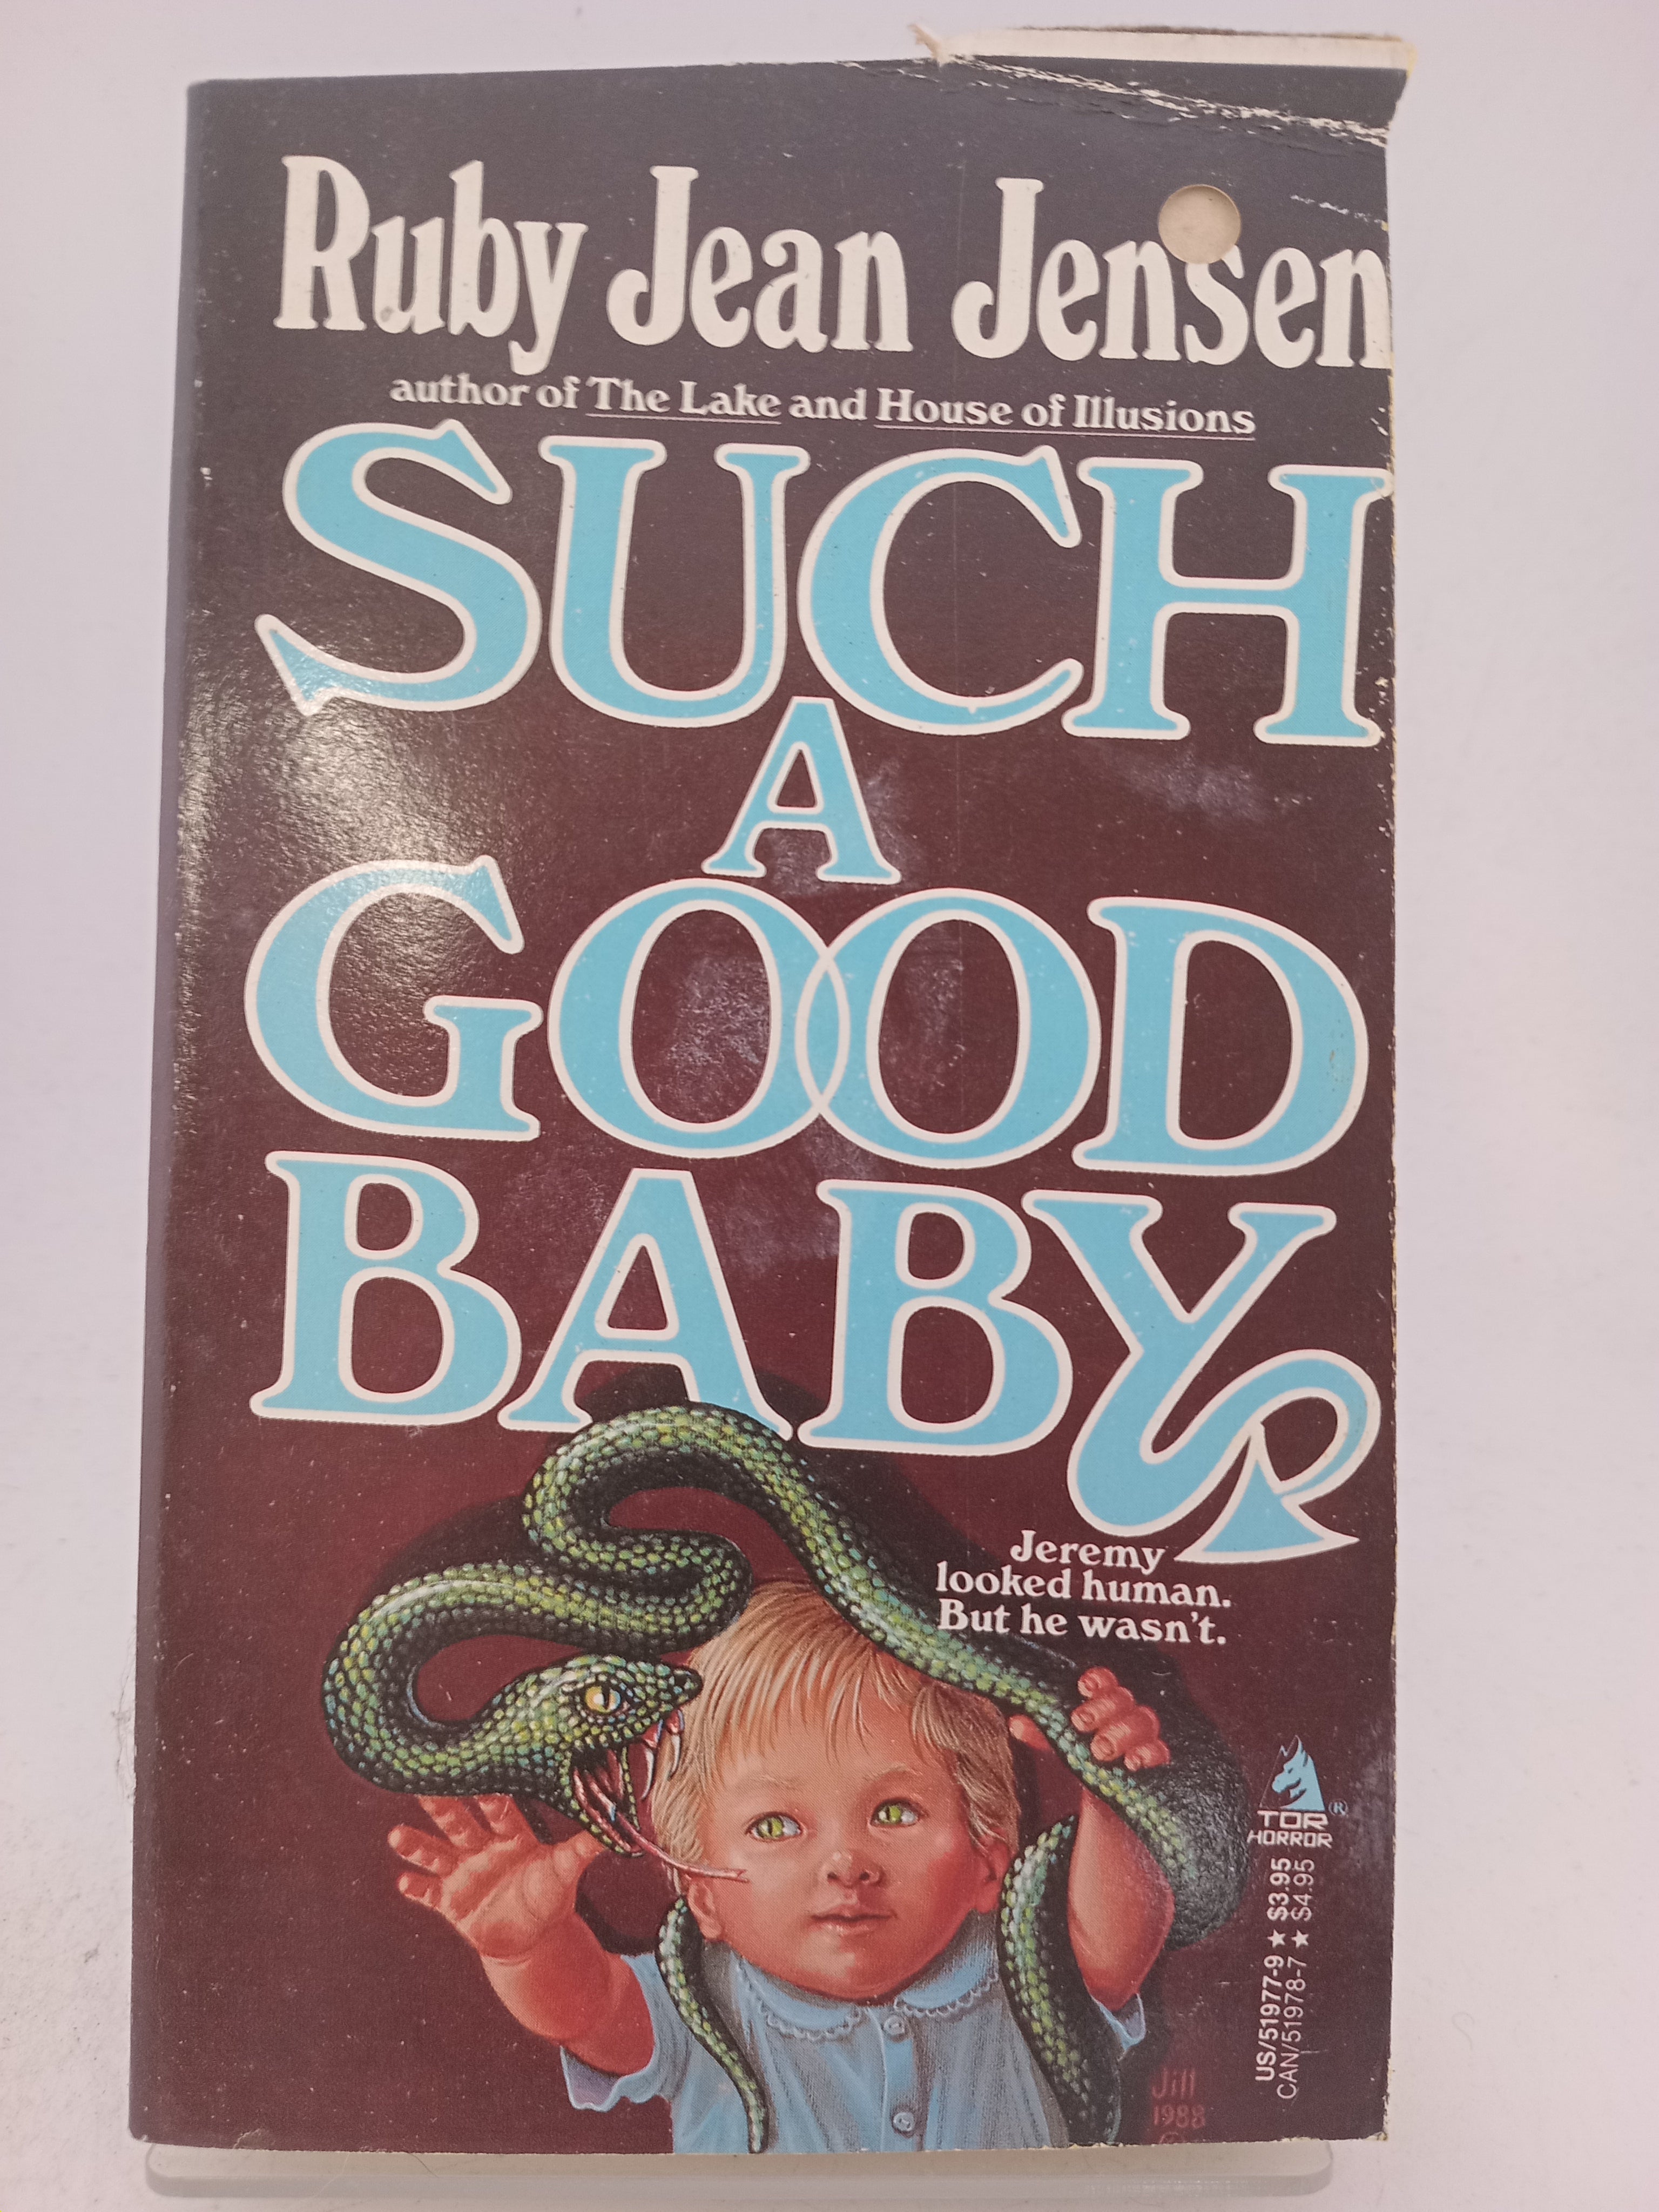 Ruby Jean Jensen
author of The Lake and House of Illusions
SUCH
A
GOOD
BABY
Jeremy
looked human.
But he wasn't.
TOR®
HORROR
US/51977-9 ★ $3.95
CAN/51978-7 ★ $4.95
Jill
1988